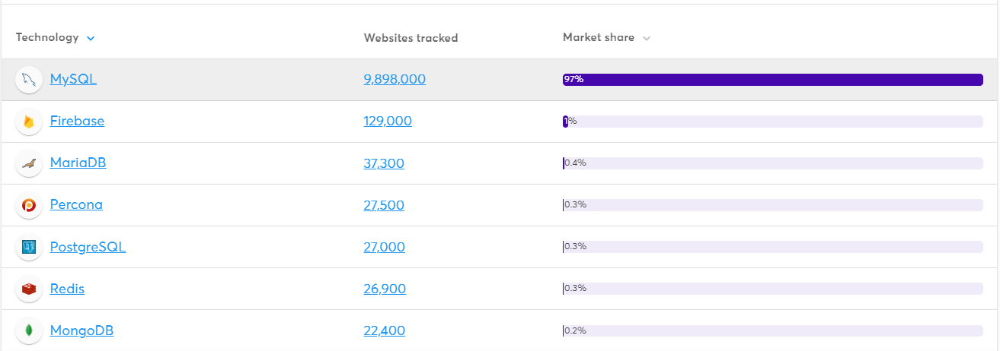 Technology Websites tracked Market share
MySQL 9,898,000 97%
Firebase 129,000 1%
MariaDB 37,300 0.4%
Percona 27,500 0.3%
PostgreSQL 27,000 0.3%
Redis 26,900 0.3%
MongoDB 22,400 0.2%